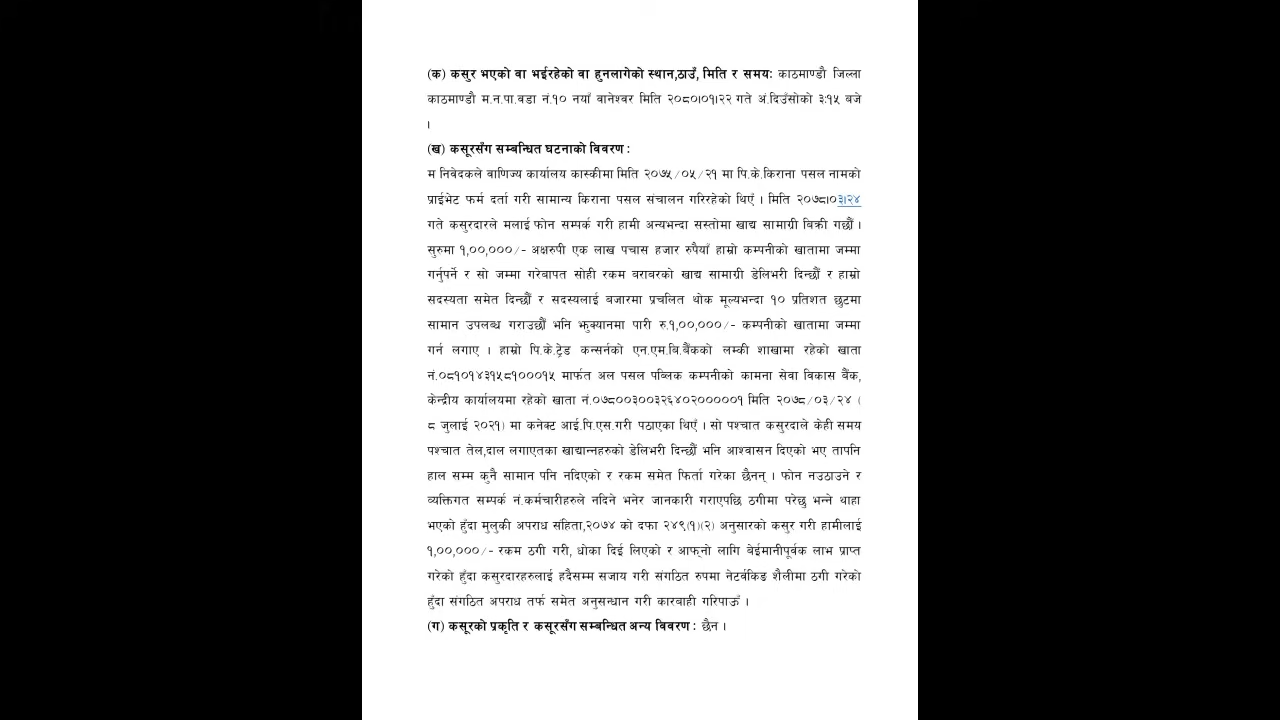 (क) कसुर भएको वा भईरहेको वा हुनलागेको स्थान,ठाउँ, मिति र समय: काठमाण्डौ जिल्ला
काठमाण्डौ म.न.पा.वडा नं.१० नयाँ वानेश्वर मिति २०८०।०१।२२ गते अं.दिउँसोको ३:१५ बजे
।
(ख) कसूरसँग सम्बन्धित घटनाको विवरण :
म निवेदकले वाणिज्य कार्यालय कास्कीमा मिति २०७५/०५/२१ मा पि.के.किराना पसल नामको
प्राईभेट फर्म दर्ता गरी सामान्य किराना पसल संचालन गरिरहेको थिएँ । मिति २०७८।०३।२४
गते कसुरदारले मलाई फोन सम्पर्क गरी हामी अन्यभन्दा सस्तोमा खाद्य सामाग्री बिक्री गर्छौं ।
सुरुमा १,००,०००/- अक्षरुपी एक लाख पचास हजार रुपैयाँ हाम्रो कम्पनीको खातामा जम्मा
गर्नुपर्ने र सो जम्मा गरेबापत सोही रकम बराबरको खाद्य सामाग्री डेलिभरी दिन्छौं र हाम्रो
सदस्यता समेत दिन्छौं र सदस्यलाई बजारमा प्रचलित थोक मूल्यभन्दा १० प्रतिशत छुटमा
सामान उपलब्ध गराउछौं भनि झुक्यानमा पारी रु.१,००,०००/- कम्पनीको खातामा जम्मा
गर्न लगाए । हाम्रो पि.के.ट्रेड कन्सर्नको एन.एम.बि.बैंकको लम्की शाखामा रहेको खाता
नं.०८१०१४३१५८१०००१५ मार्फत अल पसल पब्लिक कम्पनीको कामना सेवा विकास बैंक,
केन्द्रीय कार्यालयमा रहेको खाता नं.०७८००३००३२६४०२०००००१ मिति २०७८/०३/२४ (
८ जुलाई २०२१) मा कनेक्ट आई.पि.एस.गरी पठाएका थिएँ । सो पश्चात कसुरदाले केही समय
पश्चात तेल,दाल लगाएतका खाद्यान्नहरुको डेलिभरी दिन्छौं भनि आश्वासन दिएको भए तापनि
हाल सम्म कुनै सामान पनि नदिएको र रकम समेत फिर्ता गरेका छैनन् । फोन नउठाउने र
व्यक्तिगत सम्पर्क नं.कर्मचारीहरुले नदिने भनेर जानकारी गराएपछि ठगीमा परेछु भन्ने थाहा
भएको हुँदा मुलुकी अपराध संहिता,२०७४ को दफा २४९(१)(२) अनुसारको कसुर गरी हामीलाई
१,००,०००/- रकम ठगी गरी, धोका दिई लिएको र आफ्नो लागि बेईमानीपूर्वक लाभ प्राप्त
गरेको हुँदा कसुरदारहरुलाई हदैसम्म सजाय गरी संगठित रुपमा नेटर्वकिङ शैलीमा ठगी गरेको
हुँदा संगठित अपराध तर्फ समेत अनुसन्धान गरी कारबाही गरिपाऊँ ।
(ग) कसूरको प्रकृति र कसूरसँग सम्बन्धित अन्य विवरण : छैन ।